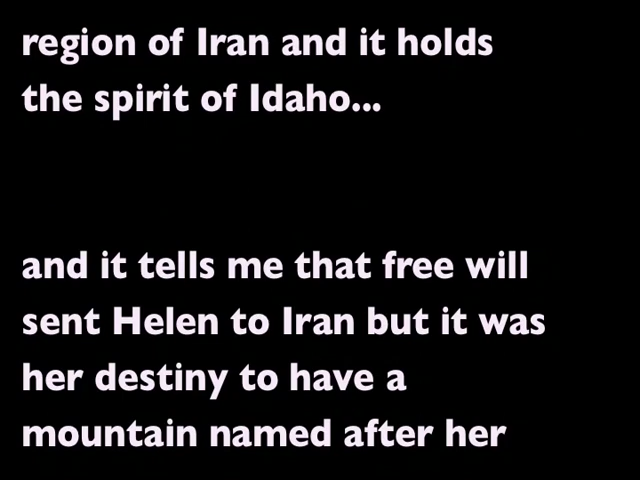 region of Iran and it holds
the spirit of Idaho...
and it tells me that free will
sent Helen to Iran but it was
her destiny to have a
mountain named after her